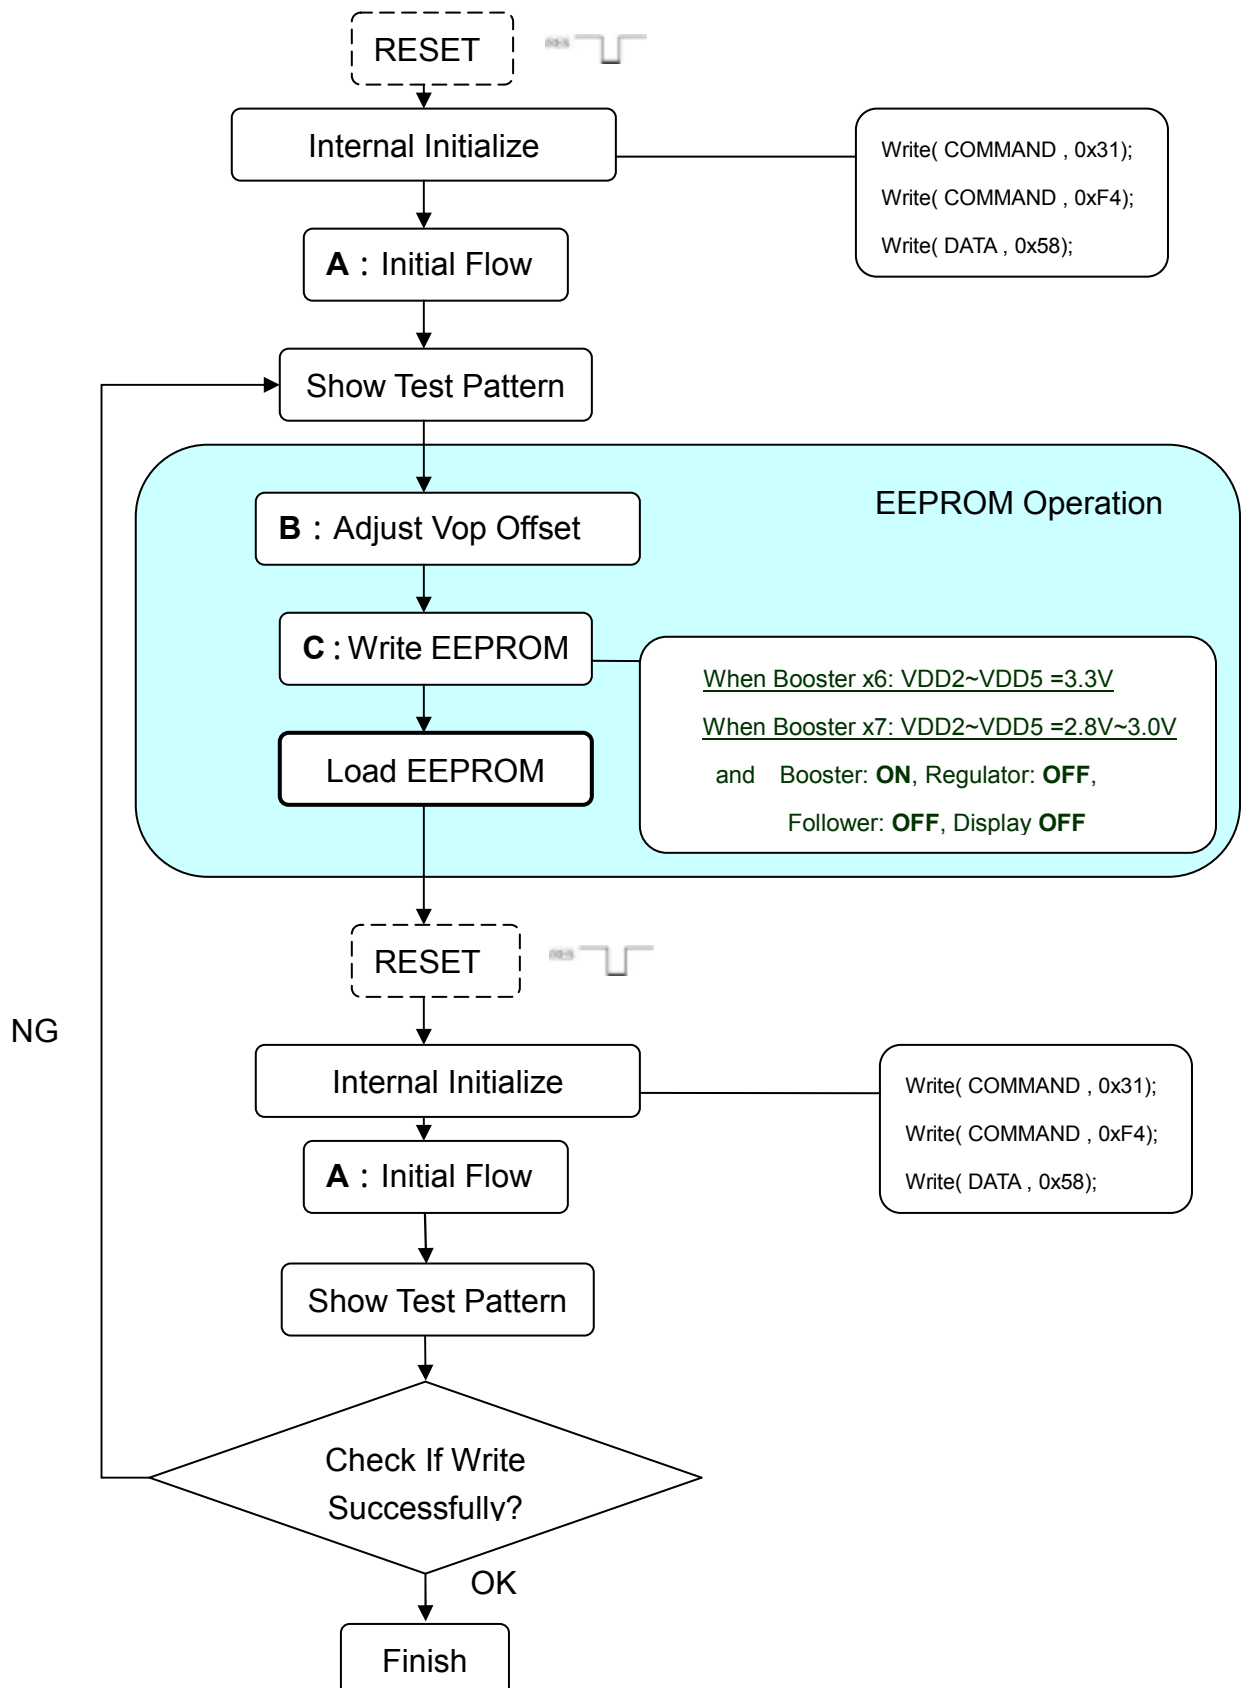 RESET
Internal Initialize
Write( COMMAND , 0x31);
Write( COMMAND , 0xF4);
Write( DATA , 0x58);
A : Initial Flow
Show Test Pattern
EEPROM Operation
B : Adjust Vop Offset
C : Write EEPROM
When Booster x6: VDD2~VDD5 =3.3V
When Booster x7: VDD2~VDD5 =2.8V~3.0V
and Booster: ON, Regulator: OFF,
Follower: OFF, Display OFF
Load EEPROM
RESET
NG
Internal Initialize
Write( COMMAND , 0x31);
Write( COMMAND , 0xF4);
Write( DATA , 0x58);
A : Initial Flow
Show Test Pattern
Check If Write
Successfully?
OK
Finish